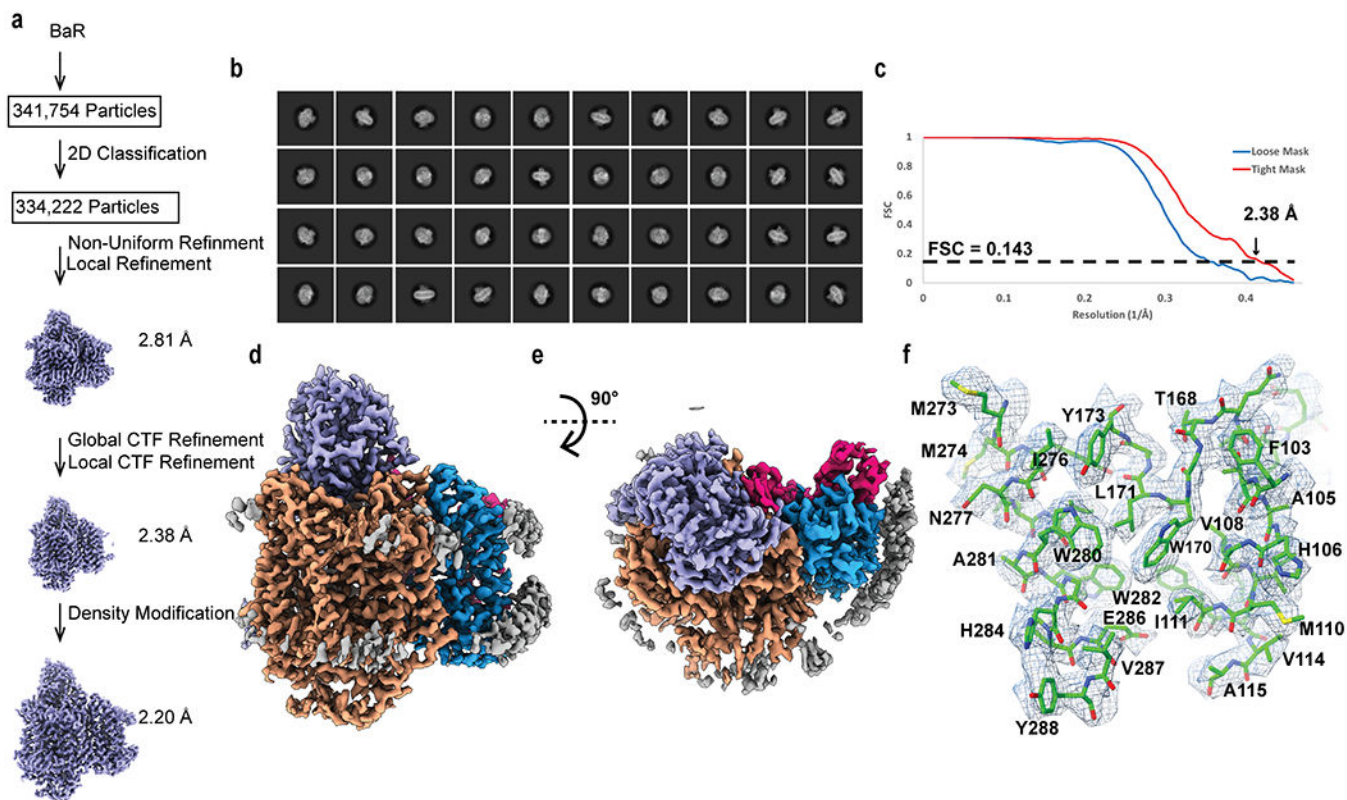 a
BaR
341,754 Particles
2D Classification
334,222 Particles
Non-Uniform Refinment
Local Refinement
2.81 Å
Global CTF Refinement
Local CTF Refinement
2.38 Å
Density Modification
2.20 Å
b
c
1
0.8
0.6
0.4
0.2
0
FSC
0
0.1
0.2
0.3
0.4
Resolution (1/Å)
Loose Mask
Tight Mask
2.38 Å
FSC = 0.143
d
e
90°
f
M273
Y173
T168
M274
I276
F103
L171
A105
N277
V108
W280
W170
H106
A281
W282
E286
I111
H284
M110
V287
V114
A115
Y288